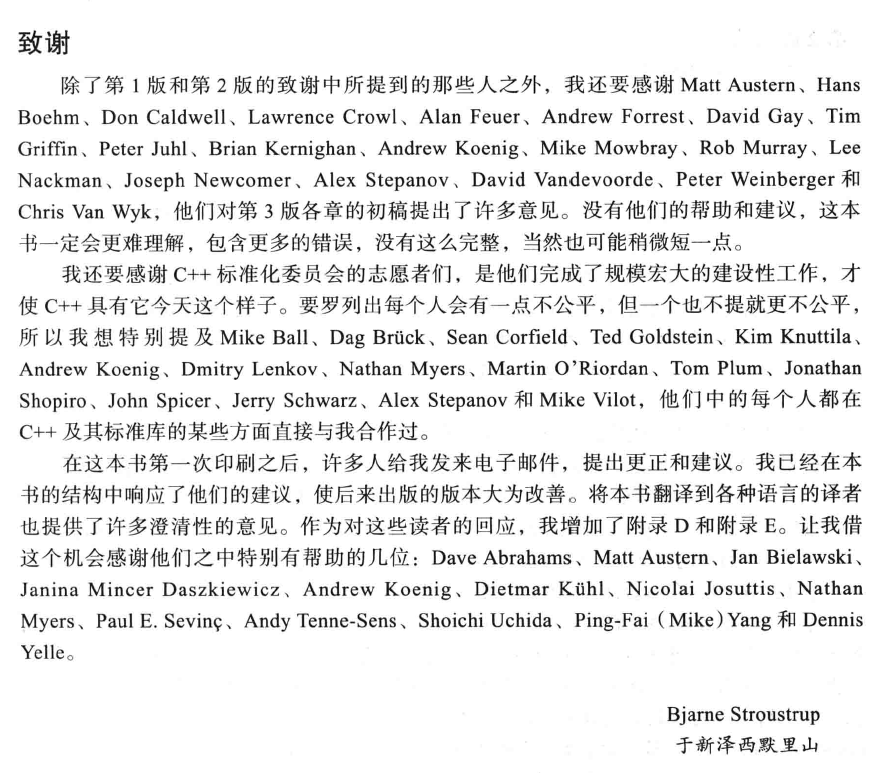 致谢
除了第 1 版和第 2 版的致谢中所提到的那些人之外，我还要感谢 Matt Austern、Hans
Boehm、Don Caldwell、Lawrence Crowl、Alan Feuer、Andrew Forrest、David Gay、Tim
Griffin、Peter Juhl、Brian Kernighan、Andrew Koenig、Mike Mowbray、Rob Murray、Lee
Nackman、Joseph Newcomer、Alex Stepanov、David Vandevoorde、Peter Weinberger 和
Chris Van Wyk，他们对第 3 版各章的初稿提出了许多意见。没有他们的帮助和建议，这本
书一定会更难理解，包含更多的错误，没有这么完整，当然也可能稍微短一点。
我还要感谢 C++ 标准化委员会的志愿者们，是他们完成了规模宏大的建设性工作，才
使 C++ 具有它今天这个样子。要罗列出每个人会有一点不公平，但一个也不提就更不公平，
所以我想特别提及 Mike Ball、Dag Brück、Sean Corfield、Ted Goldstein、Kim Knuttila、
Andrew Koenig、Dmitry Lenkov、Nathan Myers、Martin O’Riordan、Tom Plum、Jonathan
Shopiro、John Spicer、Jerry Schwarz、Alex Stepanov 和 Mike Vilot，他们中的每个人都在
C++ 及其标准库的某些方面直接与我合作过。
在这本书第一次印刷之后，许多人给我发来电子邮件，提出更正和建议。我已经在本
书的结构中响应了他们的建议，使后来出版的版本大为改善。将本书翻译到各种语言的译者
也提供了许多澄清性的意见。作为对这些读者的回应，我增加了附录 D 和附录 E。让我借
这个机会感谢他们之中特别有帮助的几位：Dave Abrahams、Matt Austern、Jan Bielawski、
Janina Mincer Daszkiewicz、Andrew Koenig、Dietmar Kühl、Nicolai Josuttis、Nathan
Myers、Paul E. Sevinç、Andy Tenne-Sens、Shoichi Uchida、Ping-Fai（Mike）Yang 和 Dennis
Yelle。
Bjarne Stroustrup
于新泽西默里山